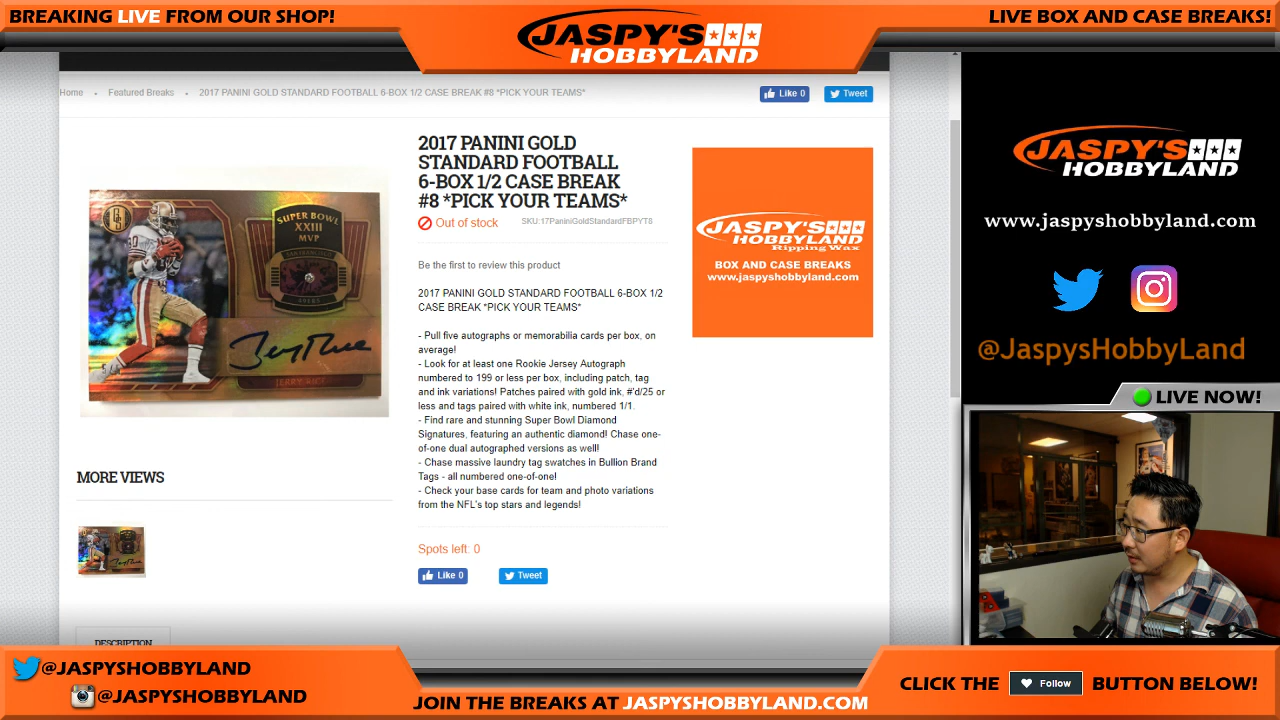 BREAKING LIVE FROM OUR SHOP!
JASPY'S
HOBBYLAND
LIVE BOX AND CASE BREAKS!
Home
Featured Breaks
2017 PANINI GOLD STANDARD FOOTBALL 6-BOX 1/2 CASE BREAK #8 *PICK YOUR TEAMS*
Like 0
Tweet
2017 PANINI GOLD
STANDARD FOOTBALL
6-BOX 1/2 CASE BREAK
#8 *PICK YOUR TEAMS*
Out of stock
SKU:17PaniniGoldStandardFBPYT8
Be the first to review this product
2017 PANINI GOLD STANDARD FOOTBALL 6-BOX 1/2
CASE BREAK *PICK YOUR TEAMS*
- Pull five autographs or memorabilia cards per box, on
average!
- Look for at least one Rookie Jersey Autograph
numbered to 199 or less per box, including patch, tag
and ink variations! Patches paired with gold ink, #'d/25 or
less and tags paired with white ink, numbered 1/1.
- Find rare and stunning Super Bowl Diamond
Signatures, featuring an authentic diamond! Chase one-
of-one dual autographed versions as well!
- Chase massive laundry tag swatches in Bullion Brand
Tags - all numbered one-of-one!
- Check your base cards for team and photo variations
from the NFL's top stars and legends!
Spots left: 0
Like 0
Tweet
SUPER BOWL
XXIII
MVP
SAN FRANCISCO
49ERS
Jerry Rice
JERRY RICE
MORE VIEWS
DESCRIPTION
JASPY'S
HOBBYLAND
Ripping Wax
BOX AND CASE BREAKS
www.jaspyshobbyland.com
JASPY'S
HOBBYLAND
www.jaspyshobbyland.com
@JaspysHobbyLand
LIVE NOW!
@JASPYSHOBBYLAND
@JASPYSHOBBYLAND
JOIN THE BREAKS AT JASPYSHOBBYLAND.COM
CLICK THE Follow BUTTON BELOW!